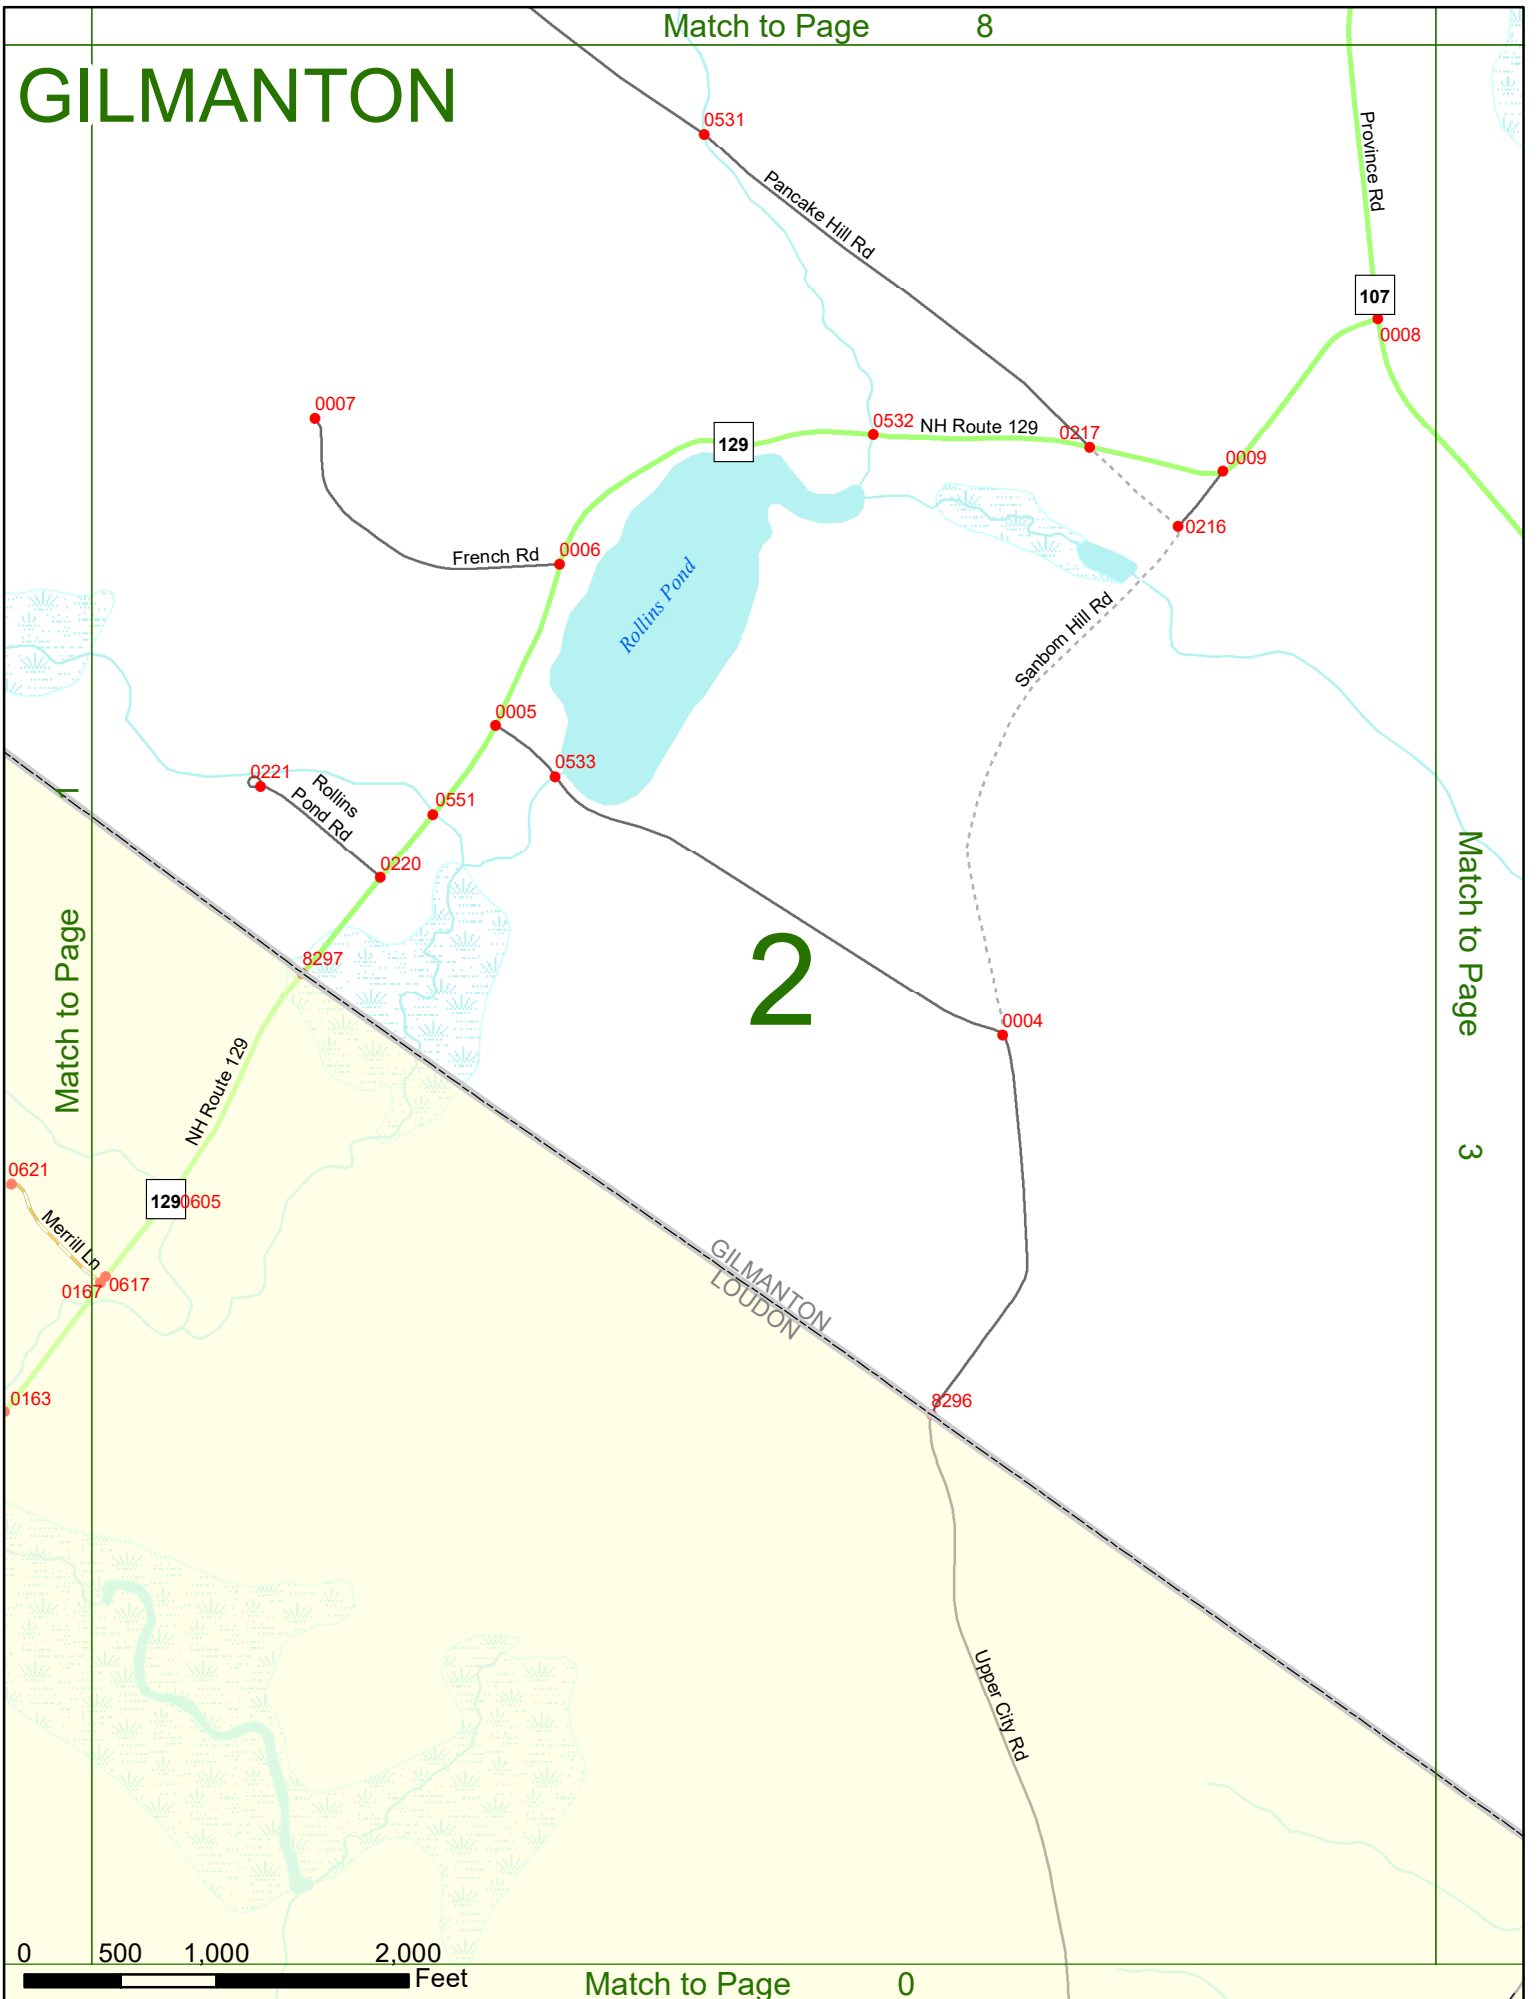 Match to Page 8
GILMANTON
0531
Province Rd
Pancake Hill Rd
107
0008
0007
0532
NH Route 129
0217
129
0009
0216
French Rd
0006
Rollins Pond
Sanborn Hill Rd
0005
0533
0221
Rollins
Pond Rd
0551
0220
1
Match to Page
Match to Page 3
2
8297
0004
NH Route 129
0621
129
0605
Merrill Ln
0167
0617
GILMANTON
LOUDON
0163
8296
Upper City Rd
0 500 1,000 2,000
Feet
Match to Page 0